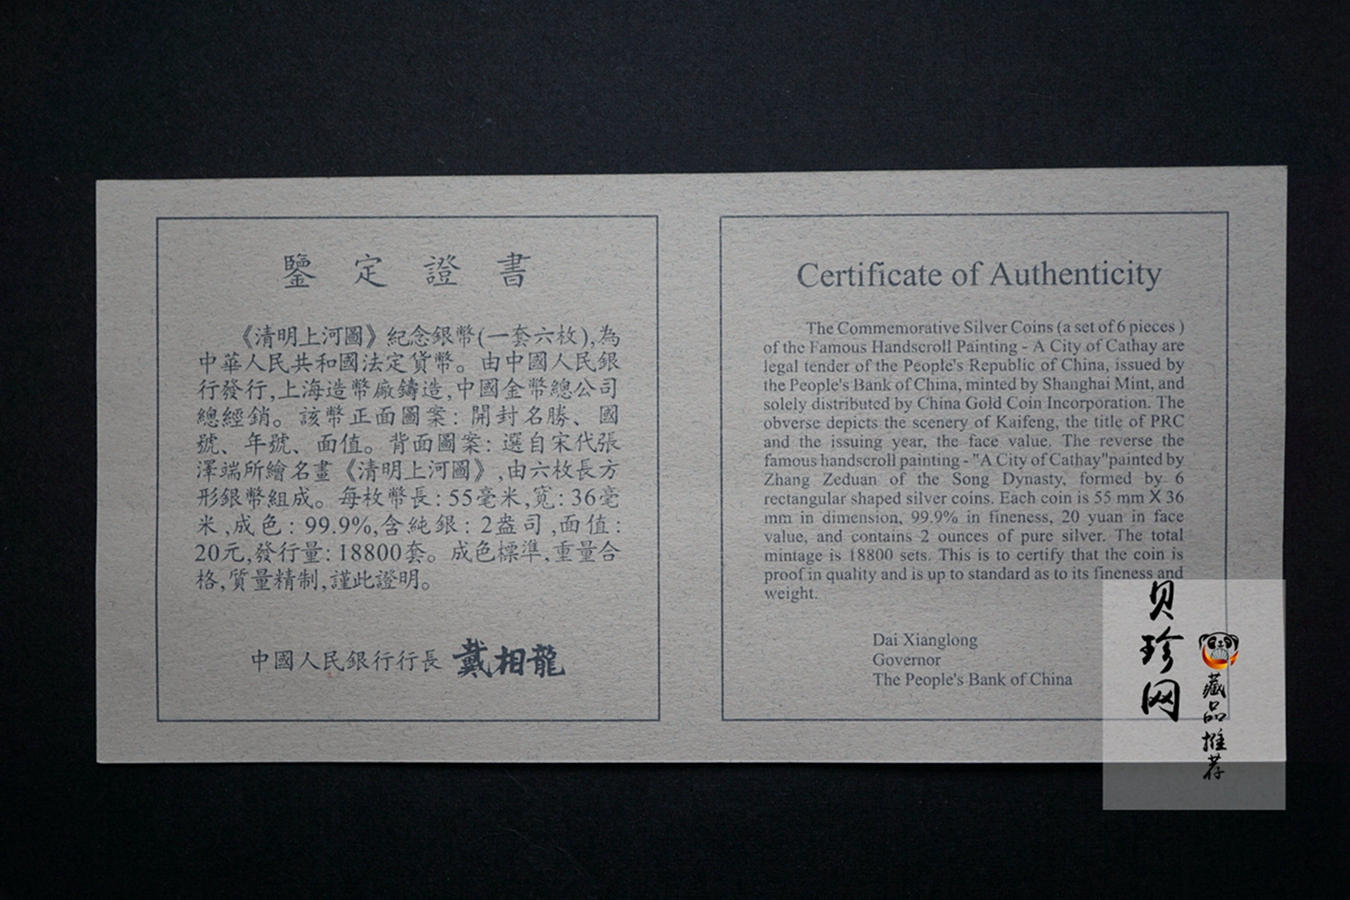 鑒定證書
《清明上河圖》紀念銀幣(一套六枚),為
中華人民共和國法定貨幣。由中國人民銀
行發行,上海造幣廠鑄造,中國金幣總公司
總經銷。該幣正面圖案:開封名勝、國
號、年號、面值。背面圖案:選自宋代張
澤端所繪名畫《清明上河圖》,由六枚長方
形銀幣組成。每枚幣長:55毫米,寬:36毫
米,成色:99.9%,含純銀:2盎司,面值:
20元,發行量:18800套。成色標準,重量合
格,質量精制,謹此證明。
中國人民銀行行長 戴相龍
Certificate of Authenticity
The Commemorative Silver Coins (a set of 6 pieces )
of the Famous Handscroll Painting - A City of Cathay are
legal tender of the People's Republic of China, issued by
the People's Bank of China, minted by Shanghai Mint, and
solely distributed by China Gold Coin Incorporation. The
obverse depicts the scenery of Kaifeng, the title of PRC
and the issuing year, the face value. The reverse the
famous handscroll painting - "A City of Cathay"painted by
Zhang Zeduan of the Song Dynasty, formed by 6
rectangular shaped silver coins. Each coin is 55 mm X 36
mm in dimension, 99.9% in fineness, 20 yuan in face
value, and contains 2 ounces of pure silver. The total
mintage is 18800 sets. This is to certify that the coin is
proof in quality and is up to standard as to its fineness and
weight.
Dai Xianglong
Governor
The People's Bank of China
贝珍网
藏品推荐